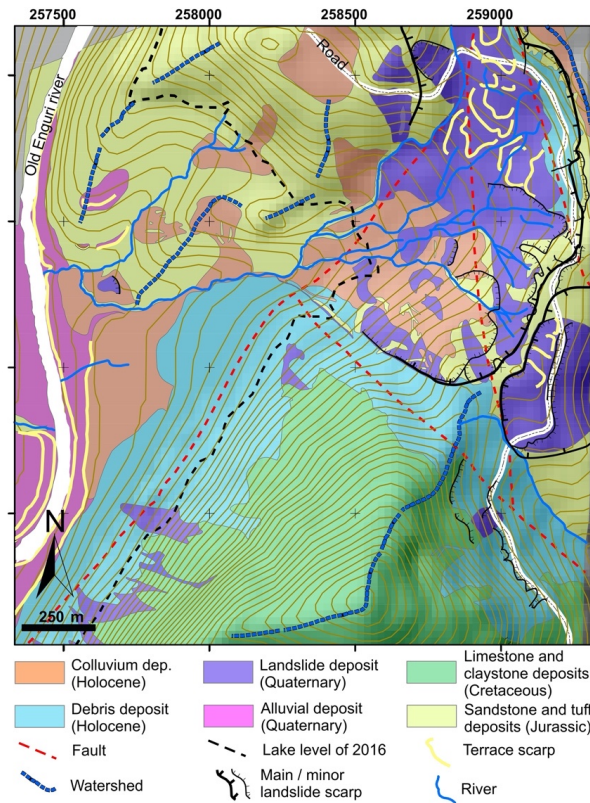 257500 258000 258500 259000
Road
Old Enguri river
N
250 m
Colluvium dep.
(Holocene)
Landslide deposit
(Quaternary)
Limestone and
claystone deposits
(Cretaceous)
Debris deposit
(Holocene)
Alluvial deposit
(Quaternary)
Sandstone and tuff
deposits (Jurassic)
Fault
Lake level of 2016
Terrace scarp
Watershed
Main / minor
landslide scarp
River